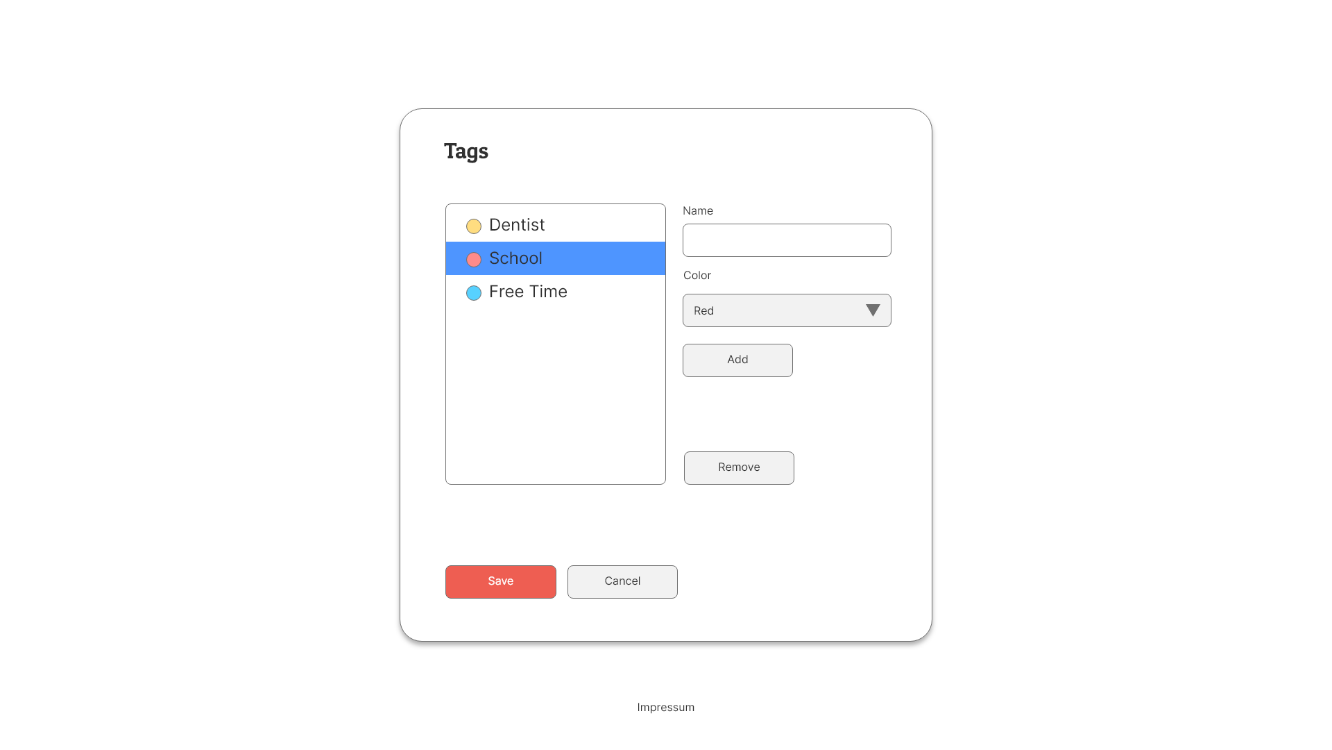 Tags
Dentist
School
Free Time
Name
Color
Red
Add
Remove
Save
Cancel
Impressum